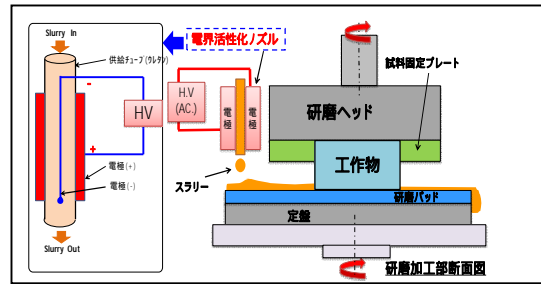 Slurry In
供給チューブ(ウレタン)
-
HV
+
電極(+)
電極(-)
Slurry Out
電界活性化ノズル
H.V
(AC.)
電極
電極
スラリー
研磨ヘッド
試料固定プレート
工作物
研磨パッド
定盤
研磨加工部断面図